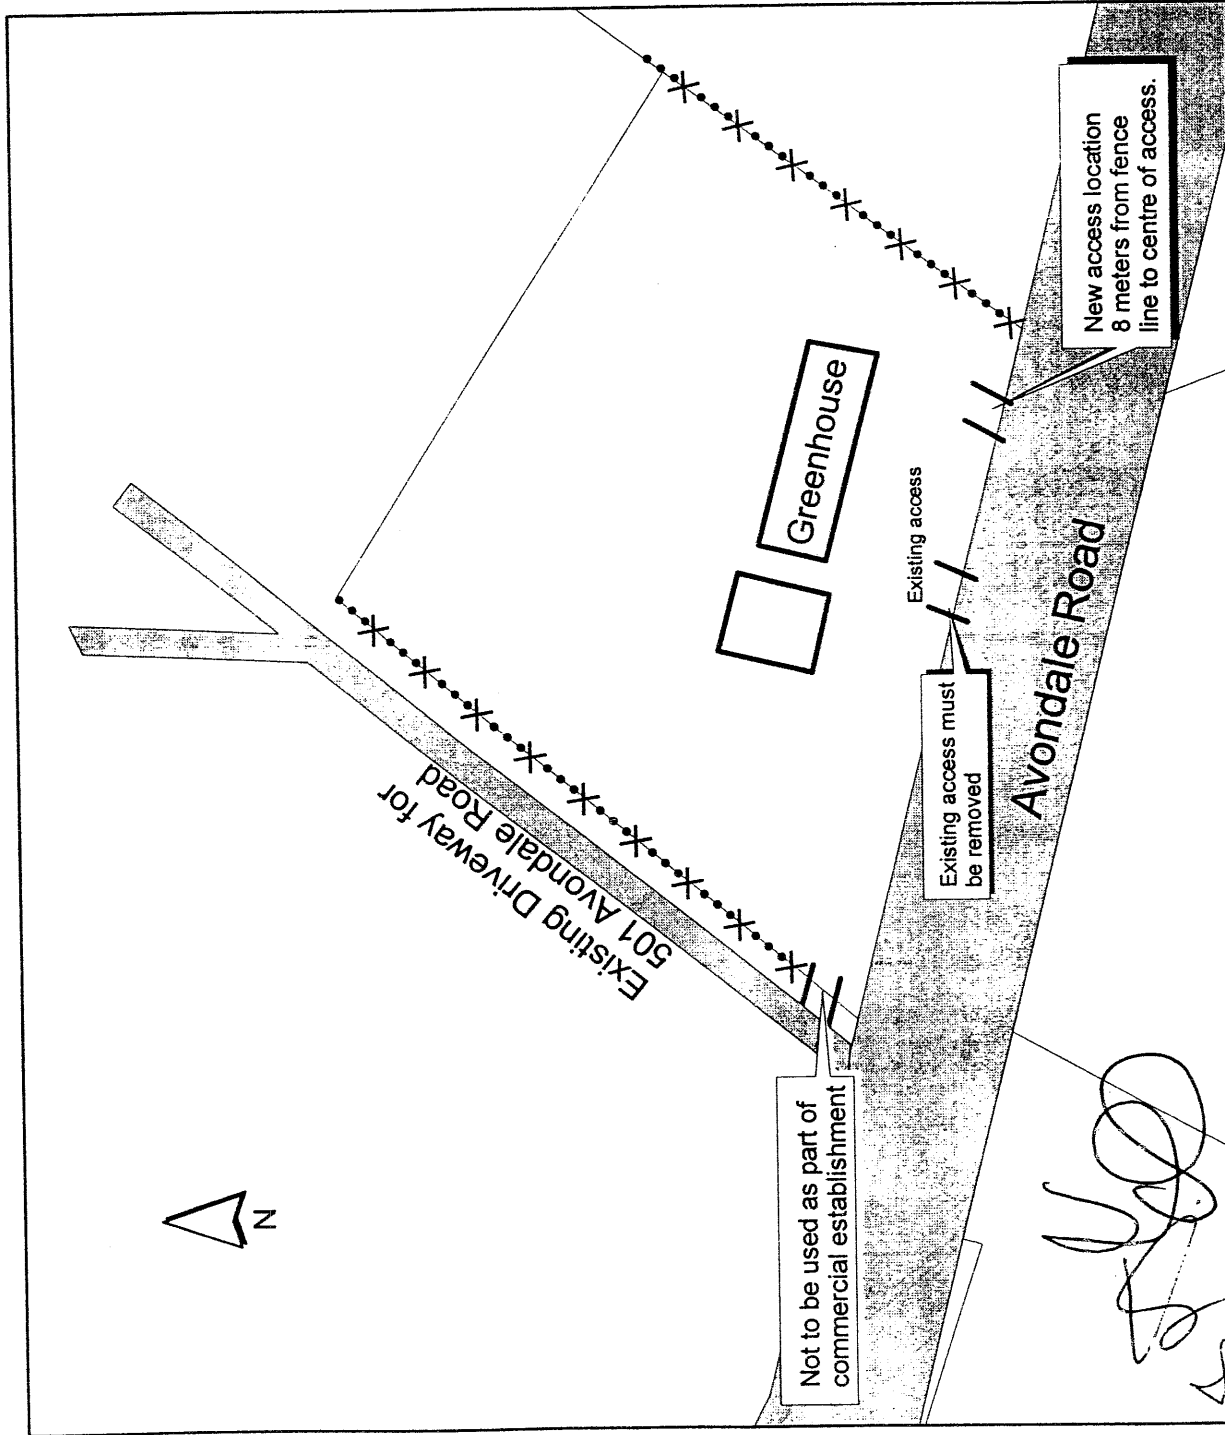 N
Existing Driveway for
501 Avondale Road
Greenhouse
Existing access
Existing access must
be removed
Not to be used as part of
commercial establishment
New access location
8 meters from fence
line to centre of access.
Avondale Road